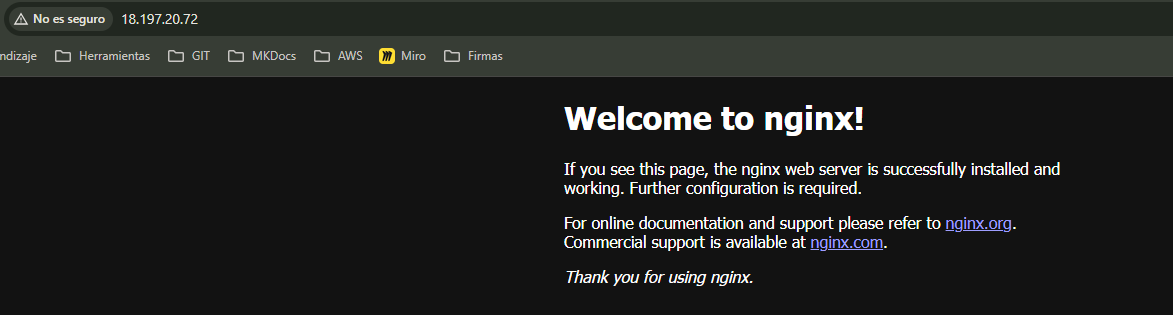 No es seguro 18.197.20.72
ndizaje Herramientas GIT MKDocs AWS Miro Firmas
Welcome to nginx!
If you see this page, the nginx web server is successfully installed and
working. Further configuration is required.
For online documentation and support please refer to nginx.org.
Commercial support is available at nginx.com.
Thank you for using nginx.